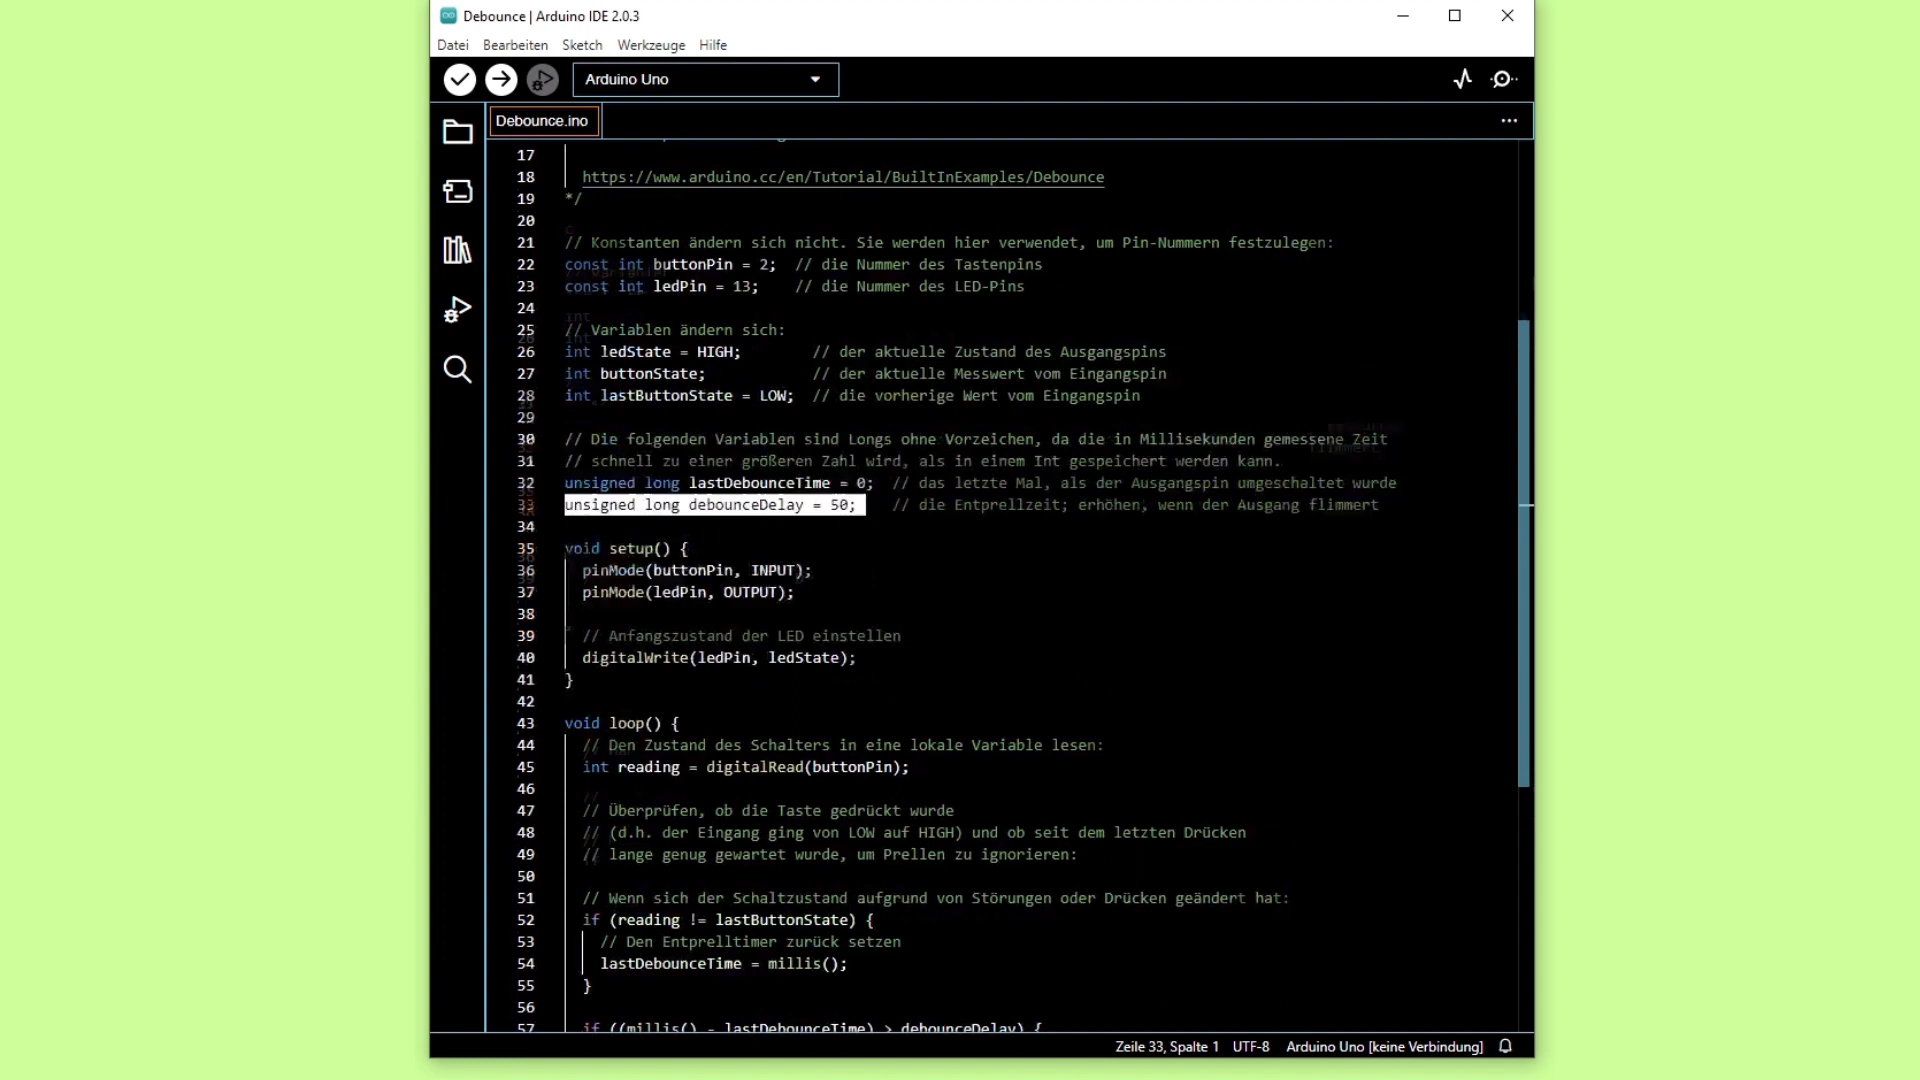 Debounce | Arduino IDE 2.0.3
Datei Bearbeiten Sketch Werkzeuge Hilfe
Arduino Uno
Debounce.ino
17
18 https://www.arduino.cc/en/Tutorial/BuiltInExamples/Debounce
19 */
20
21 // Konstanten ändern sich nicht. Sie werden hier verwendet, um Pin-Nummern festzulegen:
22 const int buttonPin = 2; // die Nummer des Tastenpins
23 const int ledPin = 13; // die Nummer des LED-Pins
24
25 // Variablen ändern sich:
26 int ledState = HIGH; // der aktuelle Zustand des Ausgangspins
27 int buttonState; // der aktuelle Messwert vom Eingangspin
28 int lastButtonState = LOW; // die vorherige Wert vom Eingangspin
29
30 // Die folgenden Variablen sind Longs ohne Vorzeichen, da die in Millisekunden gemessene Zeit
31 // schnell zu einer größeren Zahl wird, als in einem Int gespeichert werden kann.
32 unsigned long lastDebounceTime = 0; // das letzte Mal, als der Ausgangspin umgeschaltet wurde
33 unsigned long debounceDelay = 50; // die Entprellzeit; erhöhen, wenn der Ausgang flimmert
34
35 void setup() {
36 pinMode(buttonPin, INPUT);
37 pinMode(ledPin, OUTPUT);
38
39 // Anfangszustand der LED einstellen
40 digitalWrite(ledPin, ledState);
41 }
42
43 void loop() {
44 // Den Zustand des Schalters in eine lokale Variable lesen:
45 int reading = digitalRead(buttonPin);
46
47 // Überprüfen, ob die Taste gedrückt wurde
48 // (d.h. der Eingang ging von LOW auf HIGH) und ob seit dem letzten Drücken
49 // lange genug gewartet wurde, um Prellen zu ignorieren:
50
51 // Wenn sich der Schaltzustand aufgrund von Störungen oder Drücken geändert hat:
52 if (reading != lastButtonState) {
53 // Den Entprelltimer zurück setzen
54 lastDebounceTime = millis();
55 }
56
57 if ((millis() - lastDebounceTime) > debounceDelay) {
Zeile 33, Spalte 1 UTF-8 Arduino Uno [keine Verbindung]